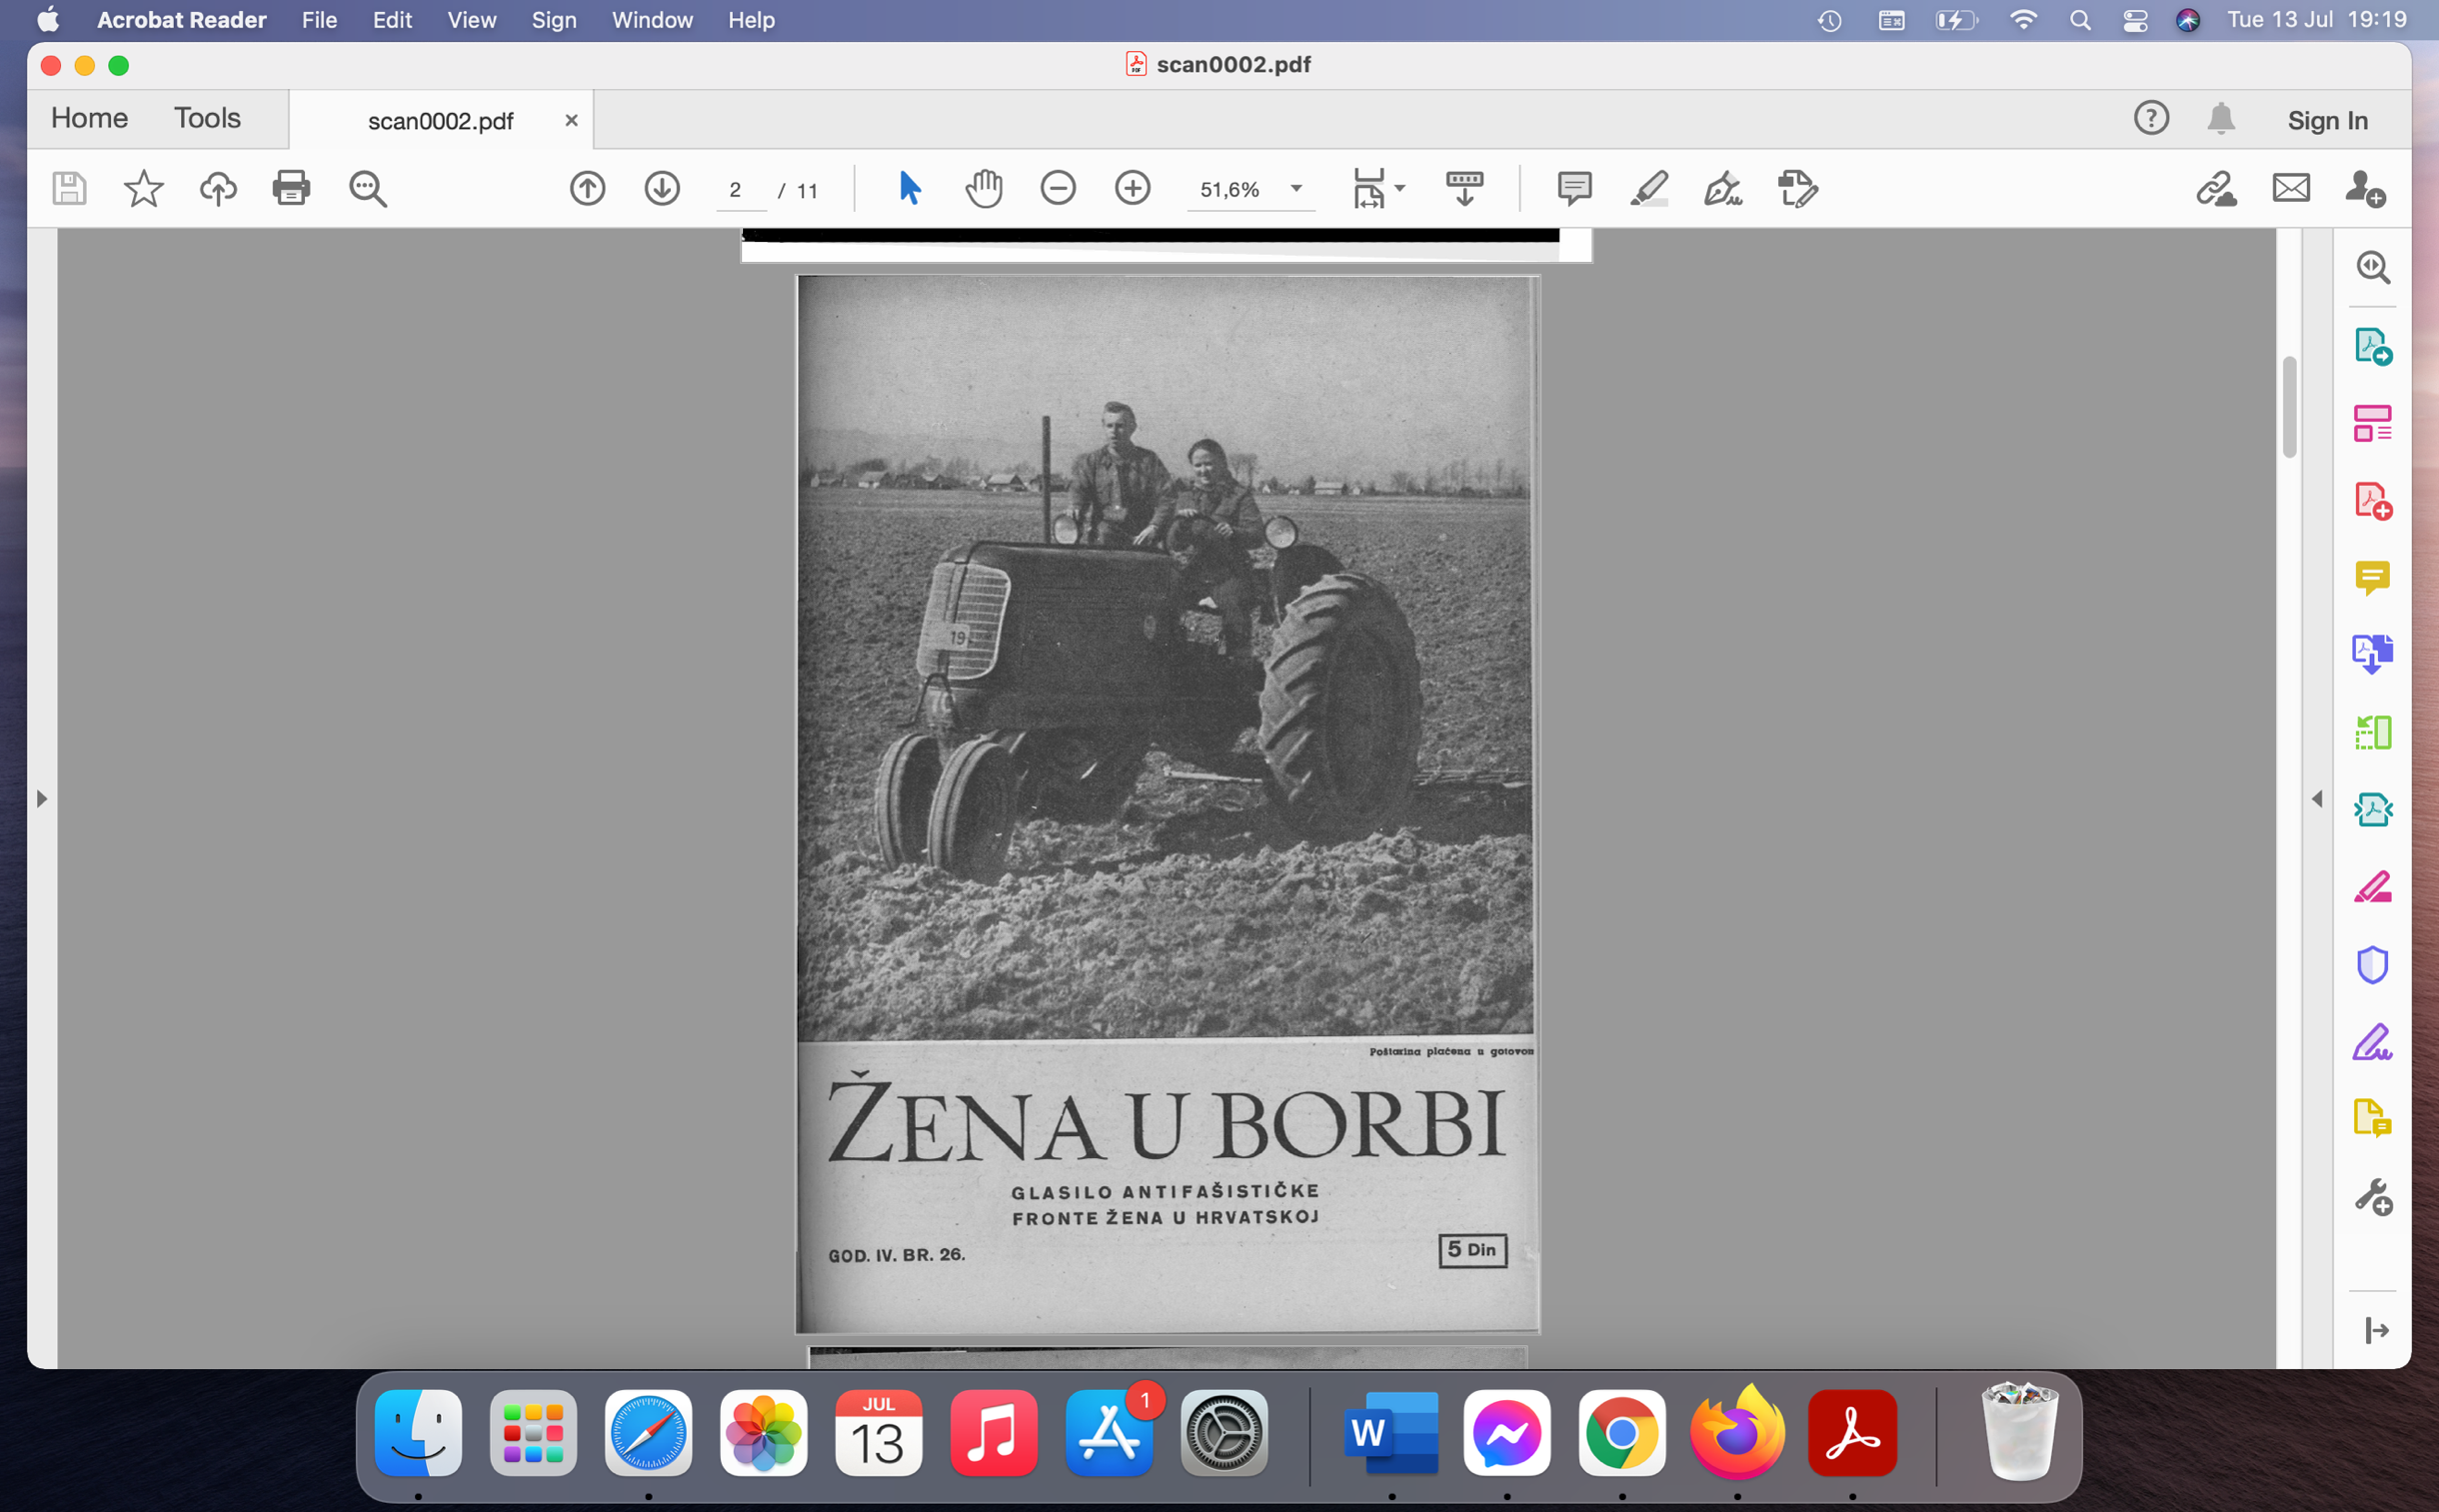 Acrobat Reader File Edit View Sign Window Help Tue 13 Jul 19:19
scan0002.pdf
Home Tools scan0002.pdf Sign In
2 / 11 51,6%
19
Poštarina plaćena u gotovom
ŽENA U BORBI
GLASILO ANTIFAŠISTIČKE
FRONTE ŽENA U HRVATSKOJ
GOD. IV. BR. 26.
5 Din
JUL
13
1
W